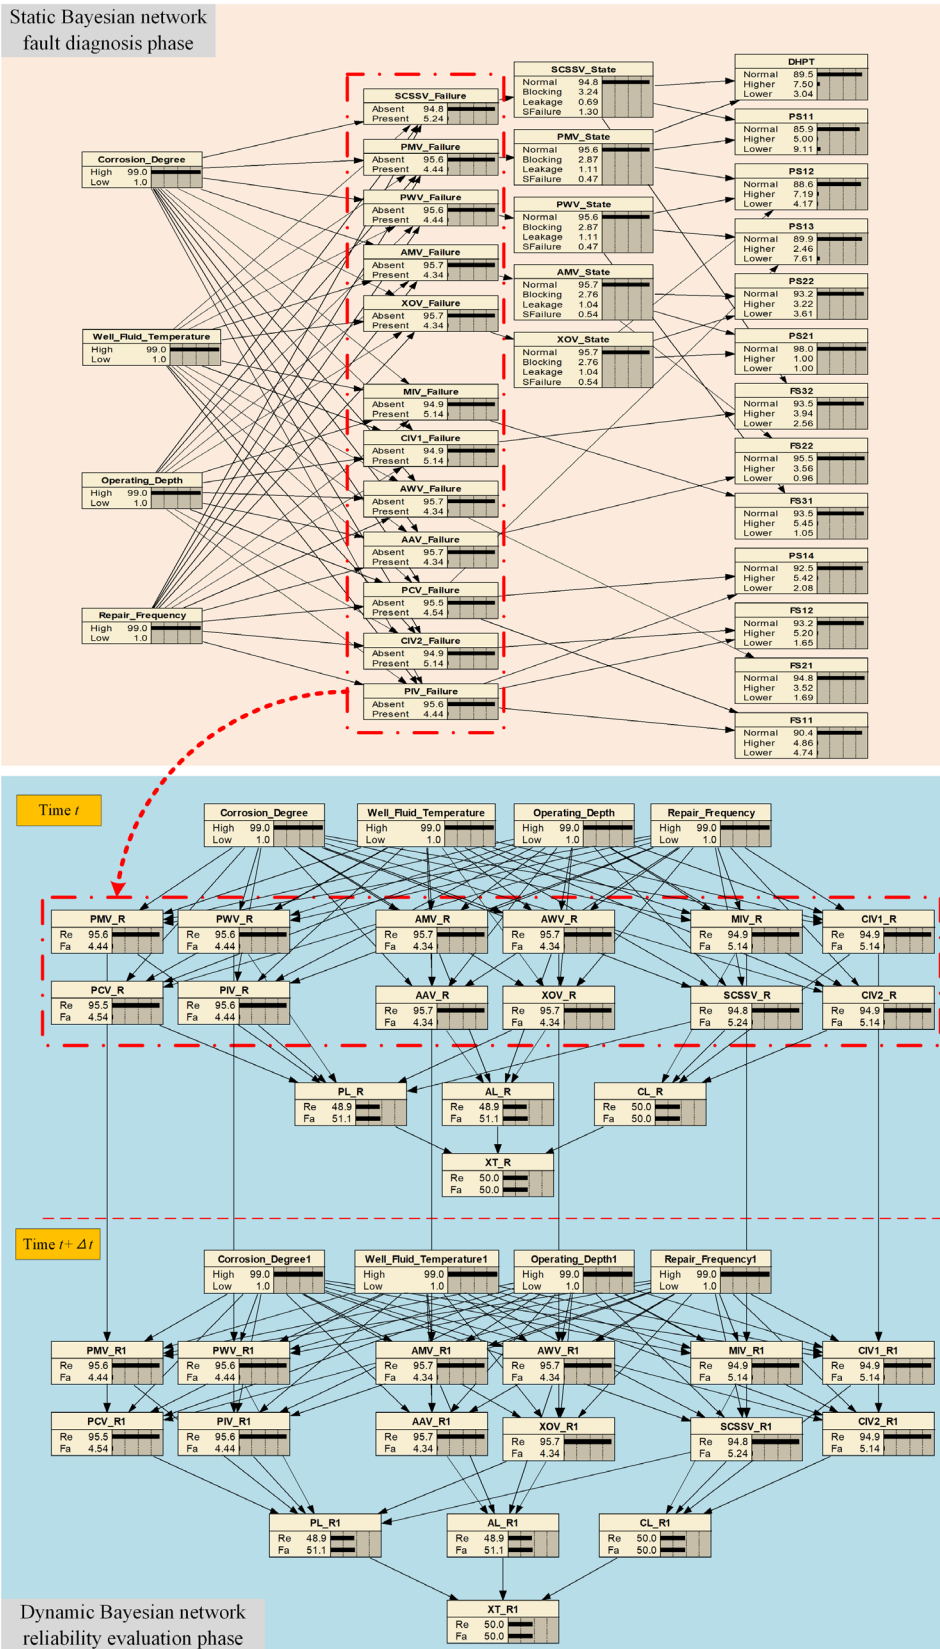 Static Bayesian network
fault diagnosis phase
Corrosion_Degree
High 99.0
Low 1.0
Well_Fluid_Temperature
High 99.0
Low 1.0
Operating_Depth
High 99.0
Low 1.0
Repair_Frequency
High 99.0
Low 1.0
SCSSV_Failure
Absent 94.8
Present 5.24
PMV_Failure
Absent 95.6
Present 4.44
PWV_Failure
Absent 95.6
Present 4.44
AMV_Failure
Absent 95.7
Present 4.34
XOV_Failure
Absent 95.7
Present 4.34
MIV_Failure
Absent 94.9
Present 5.14
CIV1_Failure
Absent 94.9
Present 5.14
AWV_Failure
Absent 95.7
Present 4.34
AAV_Failure
Absent 95.7
Present 4.34
PCV_Failure
Absent 95.5
Present 4.54
CIV2_Failure
Absent 94.9
Present 5.14
PIV_Failure
Absent 95.6
Present 4.44
SCSSV_State
Normal 94.8
Blocking 3.24
Leakage 0.69
SFailure 1.30
PMV_State
Normal 95.6
Blocking 2.87
Leakage 1.11
SFailure 0.47
PWV_State
Normal 95.6
Blocking 2.87
Leakage 1.11
SFailure 0.47
AMV_State
Normal 95.7
Blocking 2.76
Leakage 1.04
SFailure 0.54
XOV_State
Normal 95.7
Blocking 2.76
Leakage 1.04
SFailure 0.54
DHPT
Normal 89.5
Higher 7.50
Lower 3.04
PS11
Normal 85.9
Higher 5.00
Lower 9.11
PS12
Normal 88.6
Higher 7.19
Lower 4.17
PS13
Normal 89.9
Higher 2.46
Lower 7.61
PS22
Normal 93.2
Higher 3.22
Lower 3.61
PS21
Normal 98.0
Higher 1.00
Lower 1.00
FS32
Normal 93.5
Higher 3.94
Lower 2.56
FS22
Normal 95.5
Higher 3.56
Lower 0.96
FS31
Normal 93.5
Higher 5.45
Lower 1.05
PS14
Normal 92.5
Higher 5.42
Lower 2.08
FS12
Normal 93.2
Higher 5.20
Lower 1.65
FS21
Normal 94.8
Higher 3.52
Lower 1.69
FS11
Normal 90.4
Higher 4.86
Lower 4.74
Time t
Corrosion_Degree
High 99.0
Low 1.0
Well_Fluid_Temperature
High 99.0
Low 1.0
Operating_Depth
High 99.0
Low 1.0
Repair_Frequency
High 99.0
Low 1.0
PMV_R
Re 95.6
Fa 4.44
PWV_R
Re 95.6
Fa 4.44
AMV_R
Re 95.7
Fa 4.34
AWV_R
Re 95.7
Fa 4.34
MIV_R
Re 94.9
Fa 5.14
CIV1_R
Re 94.9
Fa 5.14
PCV_R
Re 95.5
Fa 4.54
PIV_R
Re 95.6
Fa 4.44
AAV_R
Re 95.7
Fa 4.34
XOV_R
Re 95.7
Fa 4.34
SCSSV_R
Re 94.8
Fa 5.24
CIV2_R
Re 94.9
Fa 5.14
PL_R
Re 48.9
Fa 51.1
AL_R
Re 48.9
Fa 51.1
CL_R
Re 50.0
Fa 50.0
XT_R
Re 50.0
Fa 50.0
Time t+Δt
Corrosion_Degree1
High 99.0
Low 1.0
Well_Fluid_Temperature1
High 99.0
Low 1.0
Operating_Depth1
High 99.0
Low 1.0
Repair_Frequency1
High 99.0
Low 1.0
PMV_R1
Re 95.6
Fa 4.44
PWV_R1
Re 95.6
Fa 4.44
AMV_R1
Re 95.7
Fa 4.34
AWV_R1
Re 95.7
Fa 4.34
MIV_R1
Re 94.9
Fa 5.14
CIV1_R1
Re 94.9
Fa 5.14
PCV_R1
Re 95.5
Fa 4.54
PIV_R1
Re 95.6
Fa 4.44
AAV_R1
Re 95.7
Fa 4.34
XOV_R1
Re 95.7
Fa 4.34
SCSSV_R1
Re 94.8
Fa 5.24
CIV2_R1
Re 94.9
Fa 5.14
PL_R1
Re 48.9
Fa 51.1
AL_R1
Re 48.9
Fa 51.1
CL_R1
Re 50.0
Fa 50.0
XT_R1
Re 50.0
Fa 50.0
Dynamic Bayesian network
reliability evaluation phase